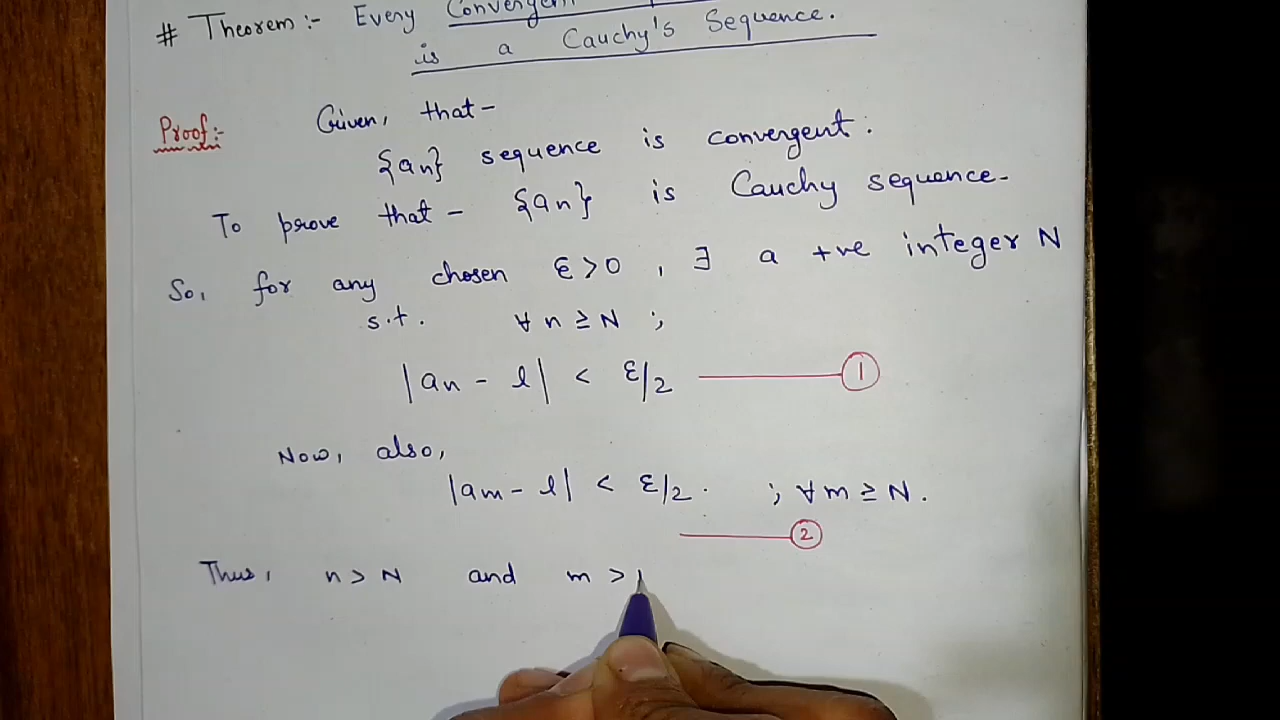 # Theorem :- Every Convergent
is a Cauchy's Sequence.
Proof:- Given, that -
{an} sequence is convergent.
To prove that - {an} is Cauchy sequence.
So, for any chosen ε > 0 , ∃ a +ve integer N
s.t. ∀ n ≥ N ;
|an - l| < ε/2 ——— ①
Now, also,
|am - l| < ε/2 . ; ∀ m ≥ N .
——— ②
Thus, n > N and m >